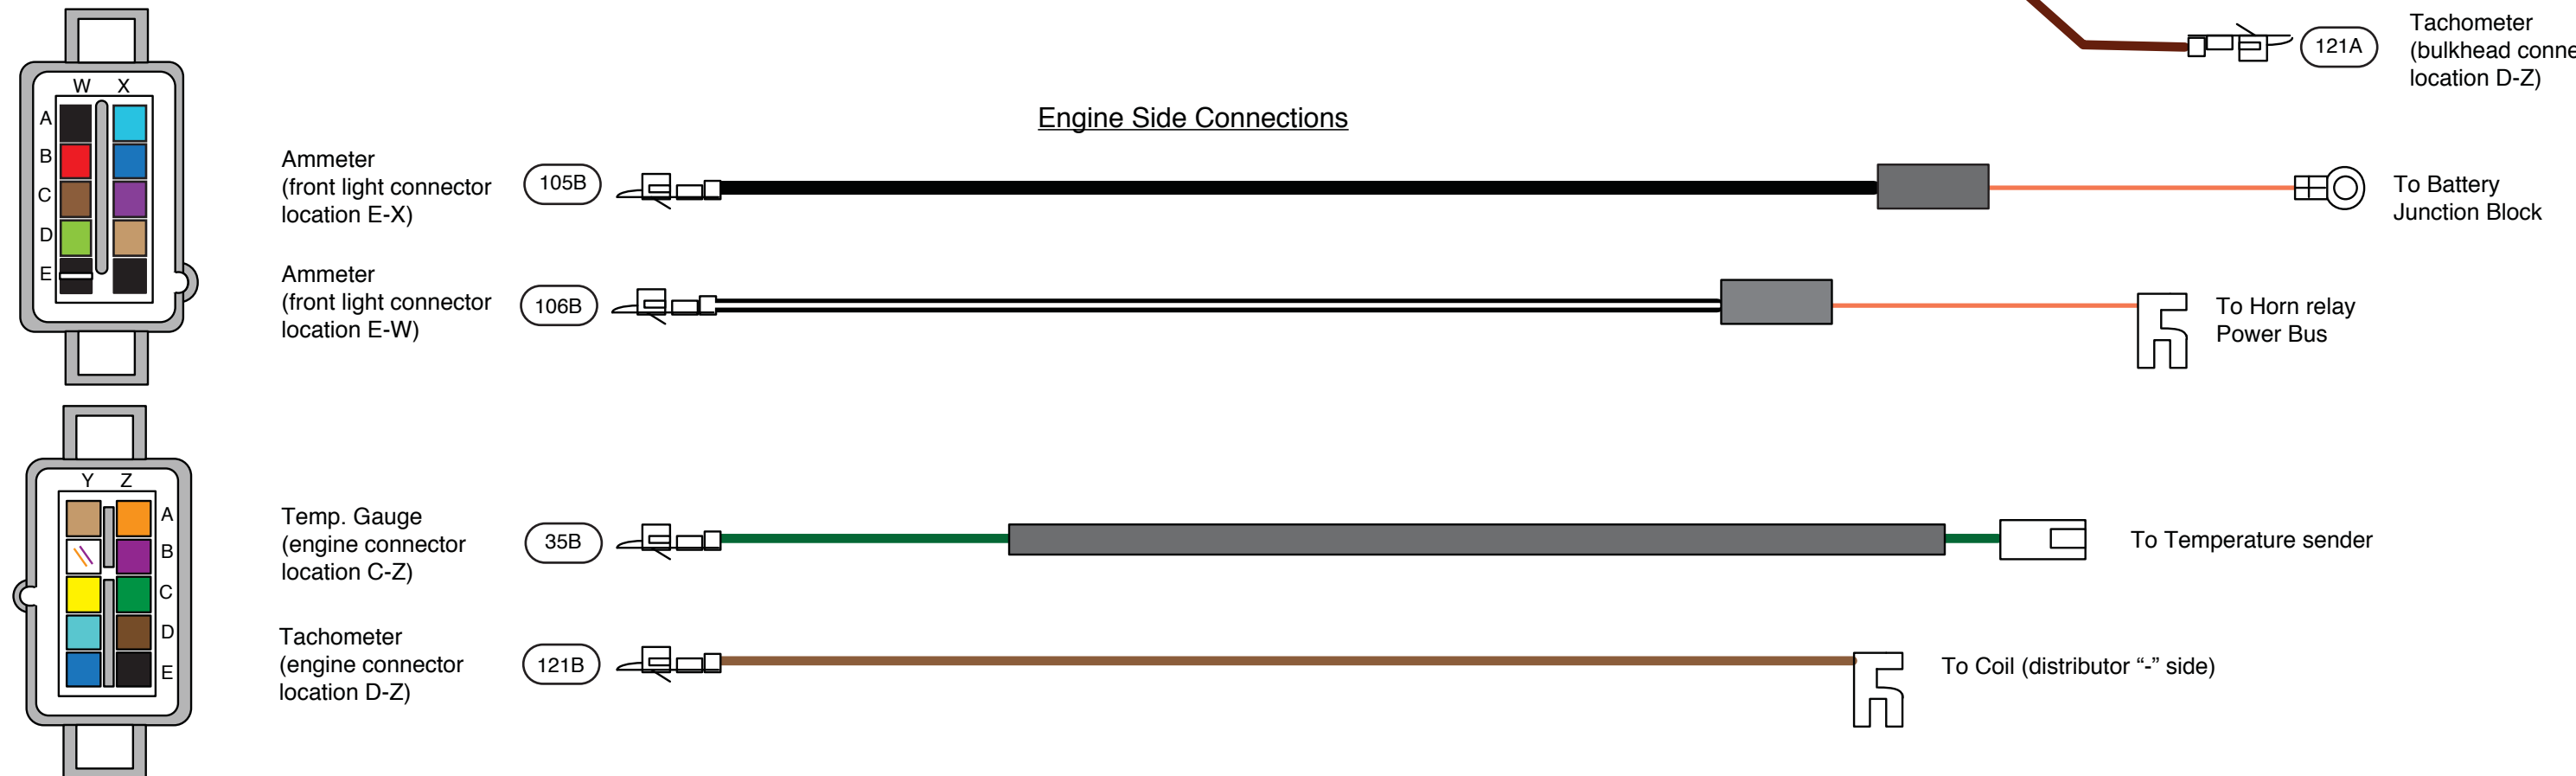 Tachometer
121A
(bulkhead conne
location D-Z)
W X
A
B
C
D
E
Engine Side Connections
Ammeter
(front light connector
location E-X)
105B
To Battery
Junction Block
Ammeter
(front light connector
location E-W)
106B
To Horn relay
Power Bus
Y Z
A
B
C
D
E
Temp. Gauge
(engine connector
location C-Z)
35B
To Temperature sender
Tachometer
(engine connector
location D-Z)
121B
To Coil (distributor “-” side)